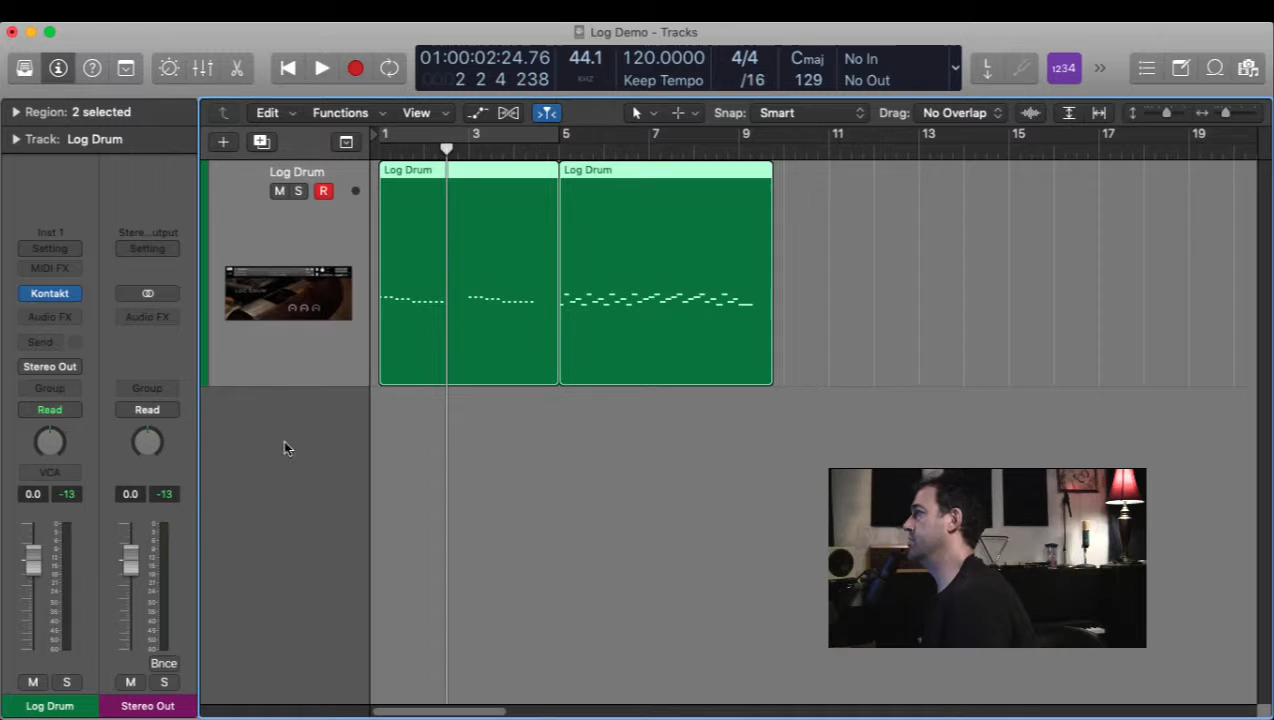 Log Demo - Tracks
01:00:02:24.76 44.1 120.0000 4/4 Cmaj No In
2 2 4 238 KHZ Keep Tempo /16 129 No Out
1234
Region: 2 selected
Edit Functions View Snap: Smart Drag: No Overlap
Track: Log Drum
1 3 5 7 9 11 13 15 17 19
Log Drum Log Drum Log Drum
M S R
Inst 1 Stere...utput
Setting Setting
MIDI FX
Kontakt
Audio FX Audio FX
Send
Stereo Out
Group Group
Read Read
VCA
0.0 -13 0.0 -13
Bnce
M S M S
Log Drum Stereo Out